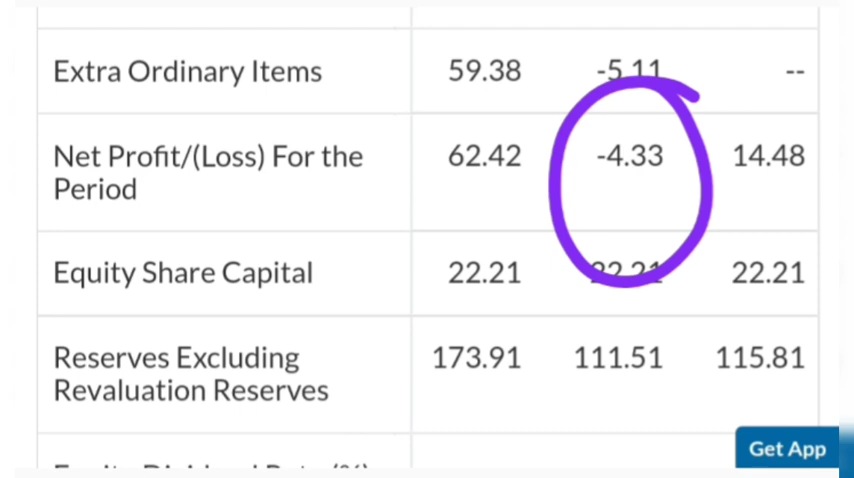 Extra Ordinary Items 59.38 -5.11 --
Net Profit/(Loss) For the 62.42 -4.33 14.48
Period
Equity Share Capital 22.21 22.21 22.21
Reserves Excluding 173.91 111.51 115.81
Revaluation Reserves
Get App